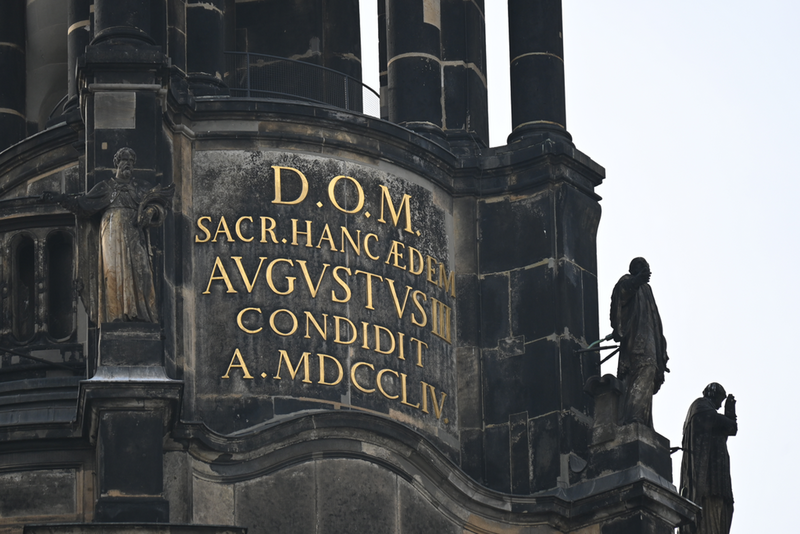 D.O.M.
SACR.HANC ÆDEM
AVGVSTVS III
CONDIDIT
A.MDCCLIV.